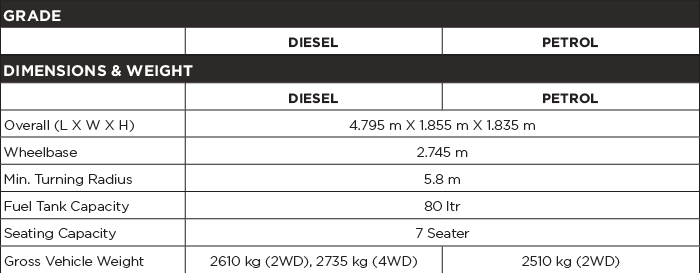 GRADE
DIESEL PETROL
DIMENSIONS & WEIGHT
DIESEL PETROL
Overall (L X W X H) 4.795 m X 1.855 m X 1.835 m
Wheelbase 2.745 m
Min. Turning Radius 5.8 m
Fuel Tank Capacity 80 ltr
Seating Capacity 7 Seater
Gross Vehicle Weight 2610 kg (2WD), 2735 kg (4WD) 2510 kg (2WD)